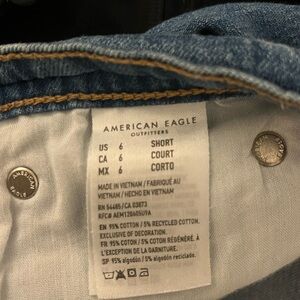 AMERICAN EAGLE
OUTFITTERS
US 6 SHORT
CA 6 COURT
MX 6 CORTO
MADE IN VIETNAM / FABRIQUÉ AU
VIETNAM / HECHO EN VIETNAM
RN 54485/CA 03873
EN 95% COTTON / 5% RECYCLED COTTON.
EXCLUSIVE OF DECORATION.
FR 95% COTON / 5% COTON RÉGÉNÉRÉ. À
L'EXCEPTION DE LA GARNITURE.
SP 95% algodón / 5% algodón reciclado.
AMERICAN
EAGLE